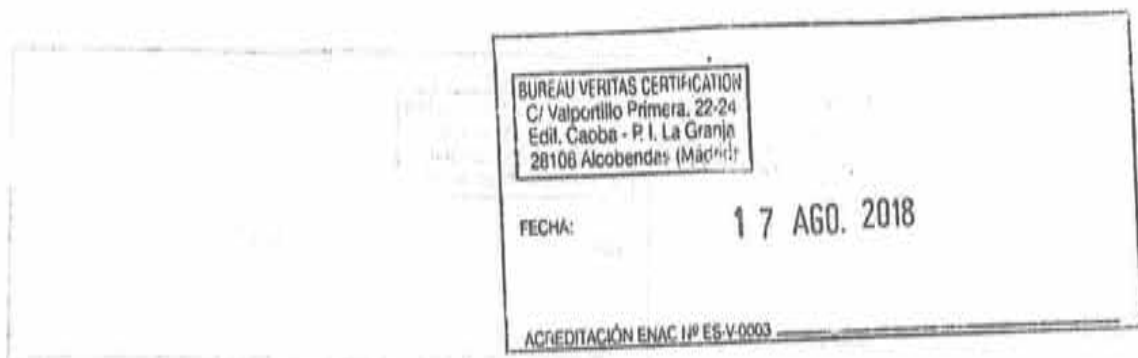 BUREAU VERITAS CERTIFICATION
C/ Valportillo Primera, 22-24
Edif. Caoba - P. I. La Granja
28108 Alcobendas (Madrid)
FECHA:
17 AGO. 2018
ACREDITACIÓN ENAC Nº ES-V-0003